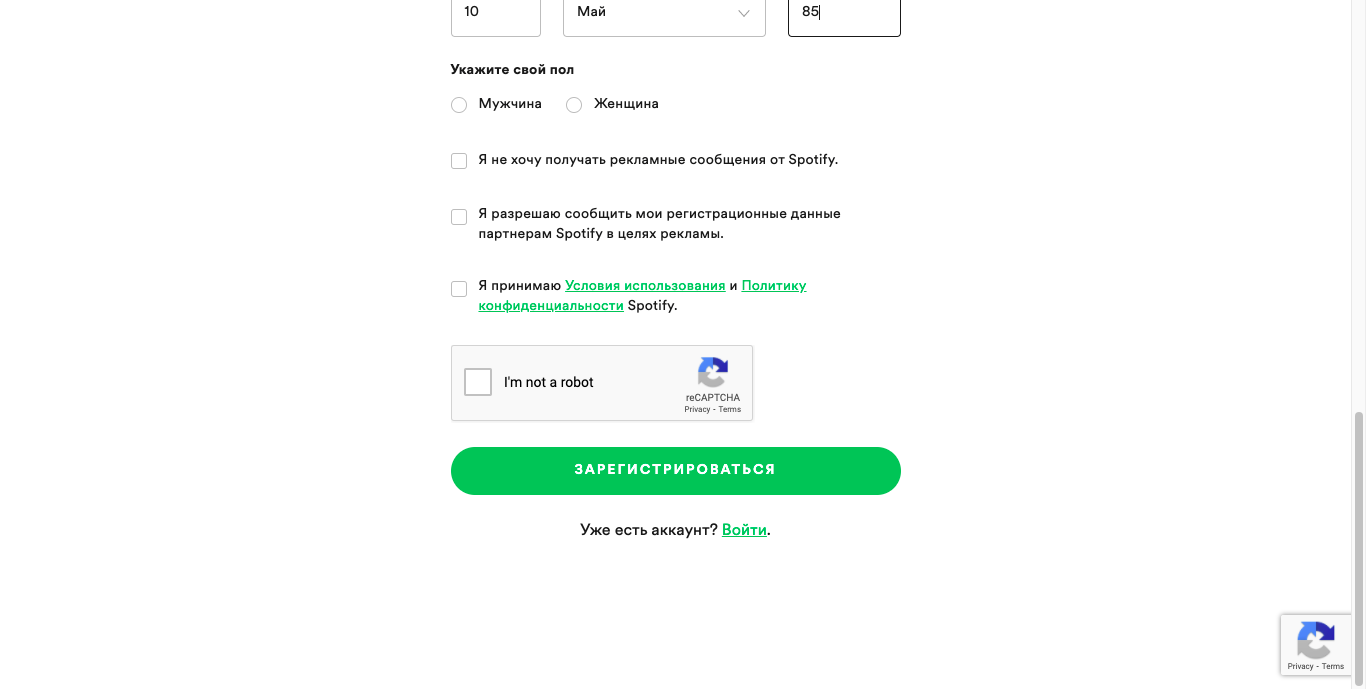 10 Май 85
Укажите свой пол
Мужчина Женщина
Я не хочу получать рекламные сообщения от Spotify.
Я разрешаю сообщить мои регистрационные данные
партнерам Spotify в целях рекламы.
Я принимаю Условия использования и Политику
конфиденциальности Spotify.
I'm not a robot
reCAPTCHA
Privacy - Terms
ЗАРЕГИСТРИРОВАТЬСЯ
Уже есть аккаунт? Войти.
Privacy - Terms